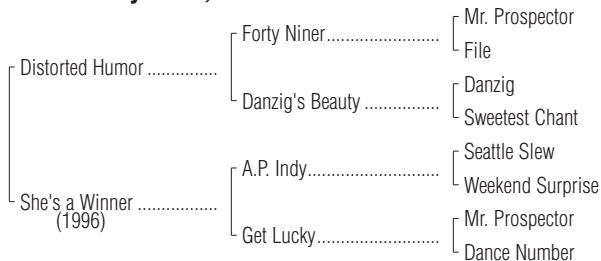 Mr. Prospector
Forty Niner......................
File
Distorted Humor ..............
Danzig
Danzig's Beauty ...............
Sweetest Chant
Seattle Slew
A.P. Indy..........................
Weekend Surprise
She's a Winner ................
(1996)
Mr. Prospector
Get Lucky........................
Dance Number